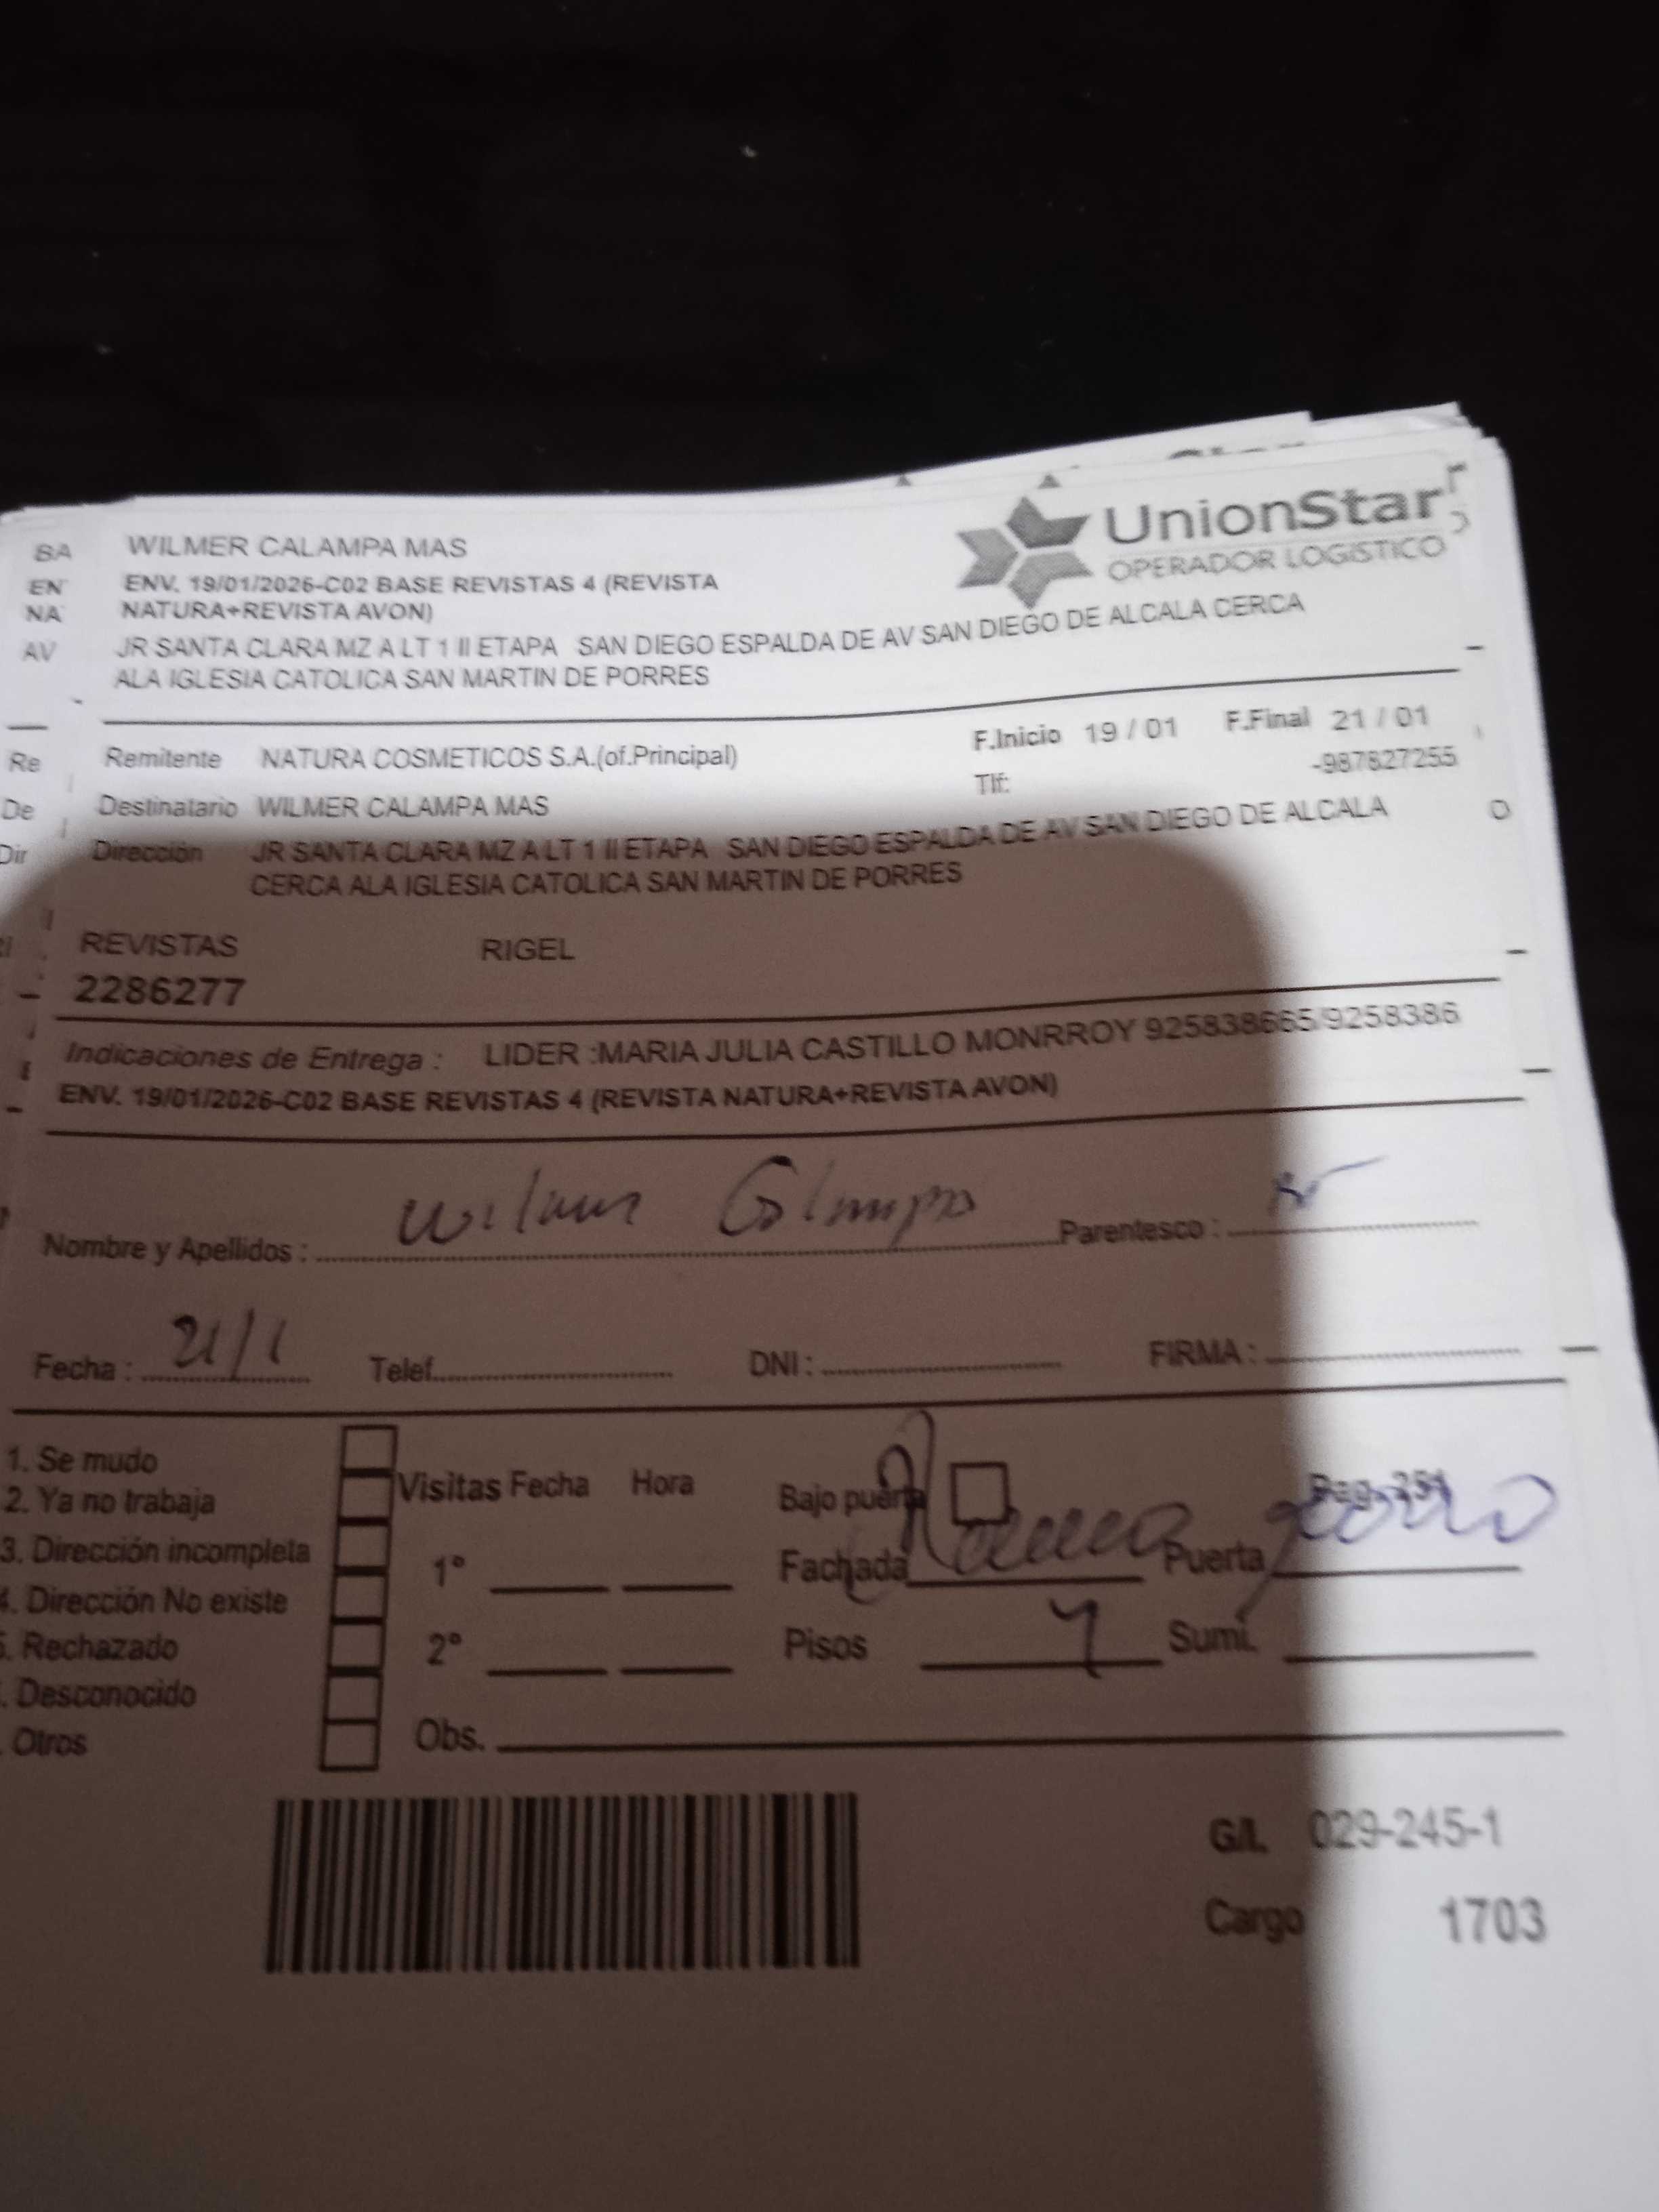 UnionStar
OPERADOR LOGISTICO
BA WILMER CALAMPA MAS
EN ENV. 19/01/2026-C02 BASE REVISTAS 4 (REVISTA
NA NATURA+REVISTA AVON)
AV JR SANTA CLARA MZ A LT 1 II ETAPA SAN DIEGO ESPALDA DE AV SAN DIEGO DE ALCALA CERCA
ALA IGLESIA CATOLICA SAN MARTIN DE PORRES
F.Inicio 19 / 01 F.Final 21 / 01
Re Remitente NATURA COSMETICOS S.A.(of.Principal)
Tlf: -987827255
De Destinatario WILMER CALAMPA MAS
Dir Dirección JR SANTA CLARA MZ A LT 1 II ETAPA SAN DIEGO ESPALDA DE AV SAN DIEGO DE ALCALA
CERCA ALA IGLESIA CATOLICA SAN MARTIN DE PORRES
REVISTAS RIGEL
2286277
Indicaciones de Entrega : LIDER :MARIA JULIA CASTILLO MONRROY 925838665/9258386
ENV. 19/01/2026-C02 BASE REVISTAS 4 (REVISTA NATURA+REVISTA AVON)
Nombre y Apellidos : Wilmer Calampa Parentesco :
Fecha : 21/1 Telef. DNI : FIRMA :
1. Se mudo
2. Ya no trabaja
3. Dirección incompleta
4. Dirección No existe
5. Rechazado
. Desconocido
. Otros
Visitas Fecha Hora
1°
2°
Obs.
Bajo puerta
Fachada Puerta
Pisos Sumi.
G/L 029-245-1
Cargo 1703